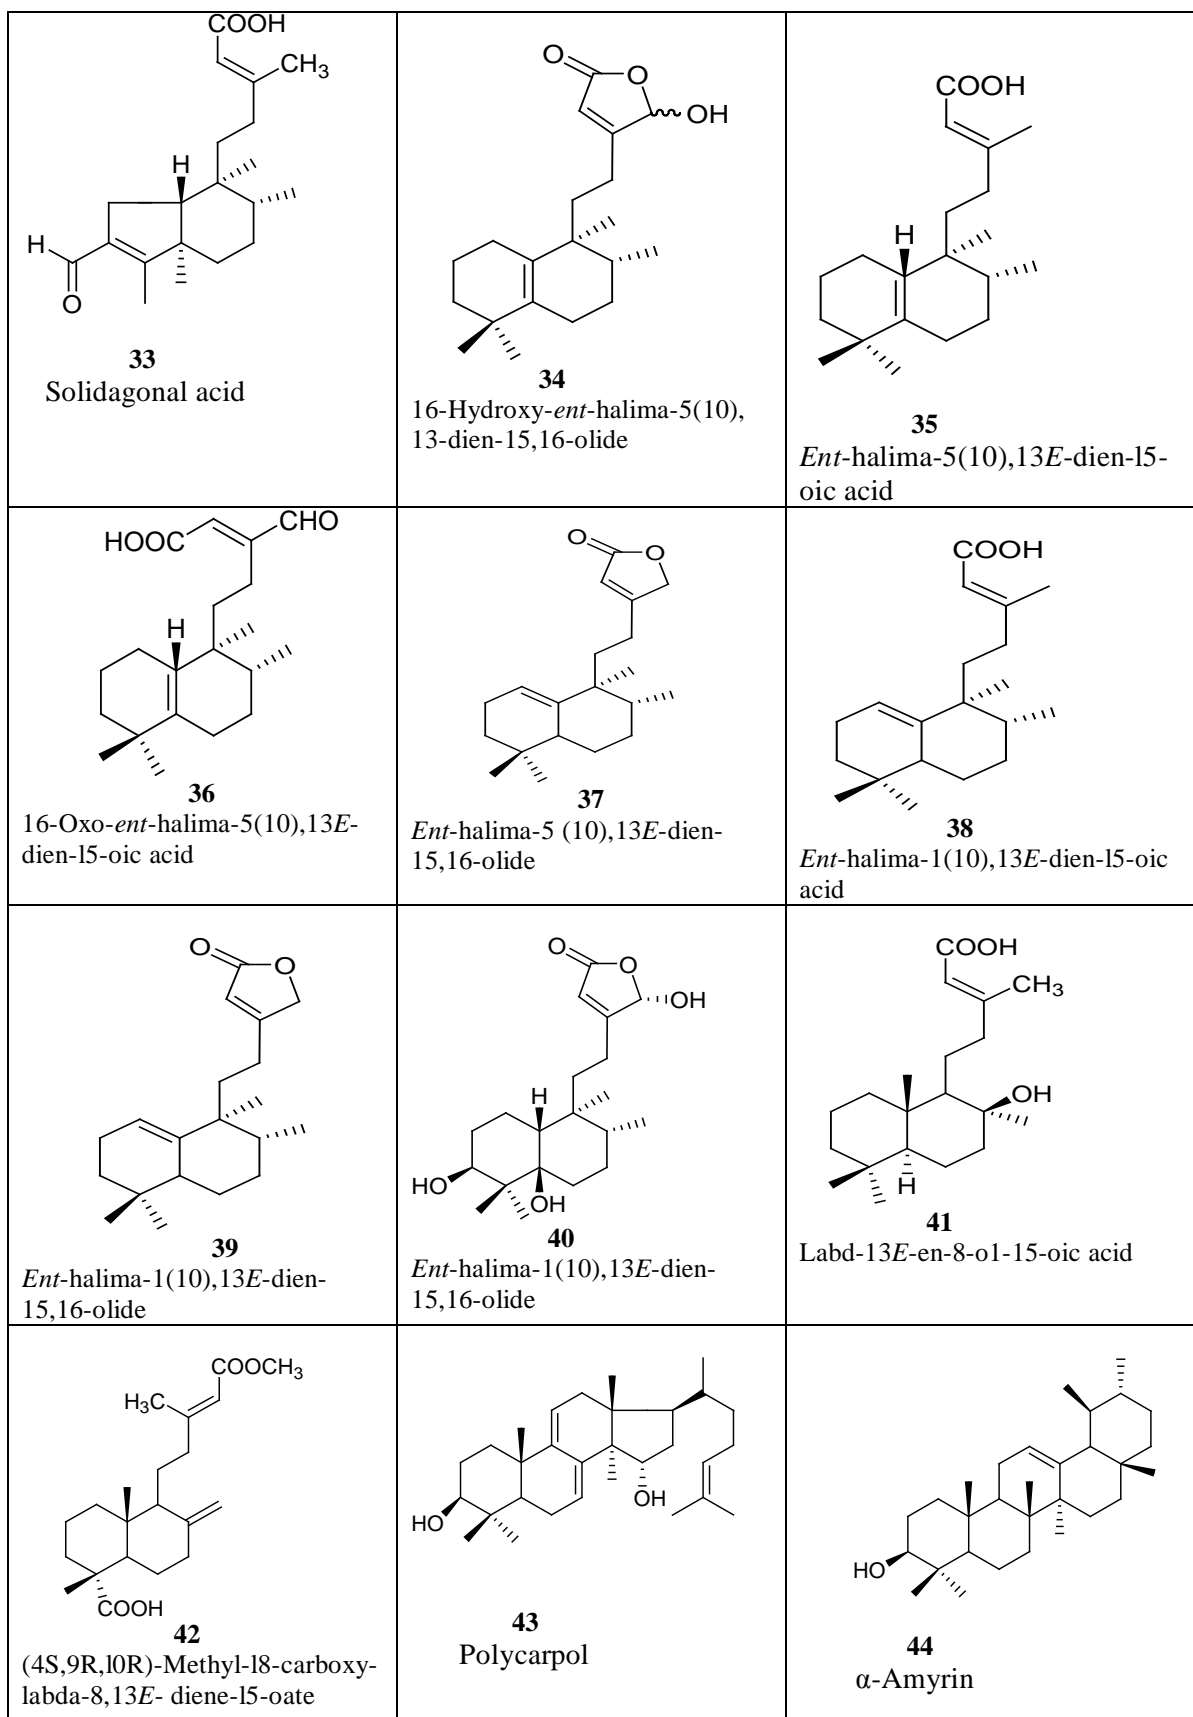 COOH
CH3
H
H
O
33
Solidagonal acid
O
O
OH
34
16-Hydroxy-ent-halima-5(10),
13-dien-15,16-olide
COOH
H
35
Ent-halima-5(10),13E-dien-l5-
oic acid
HOOC
CHO
H
36
16-Oxo-ent-halima-5(10),13E-
dien-l5-oic acid
O
O
37
Ent-halima-5 (10),13E-dien-
15,16-olide
COOH
38
Ent-halima-1(10),13E-dien-l5-oic
acid
O
O
39
Ent-halima-1(10),13E-dien-
15,16-olide
O
O
OH
H
HO
OH
40
Ent-halima-1(10),13E-dien-
15,16-olide
COOH
CH3
OH
H
41
Labd-13E-en-8-o1-15-oic acid
COOCH3
H3C
COOH
42
(4S,9R,l0R)-Methyl-l8-carboxy-
labda-8,13E- diene-l5-oate
OH
HO
43
Polycarpol
HO
44
α-Amyrin